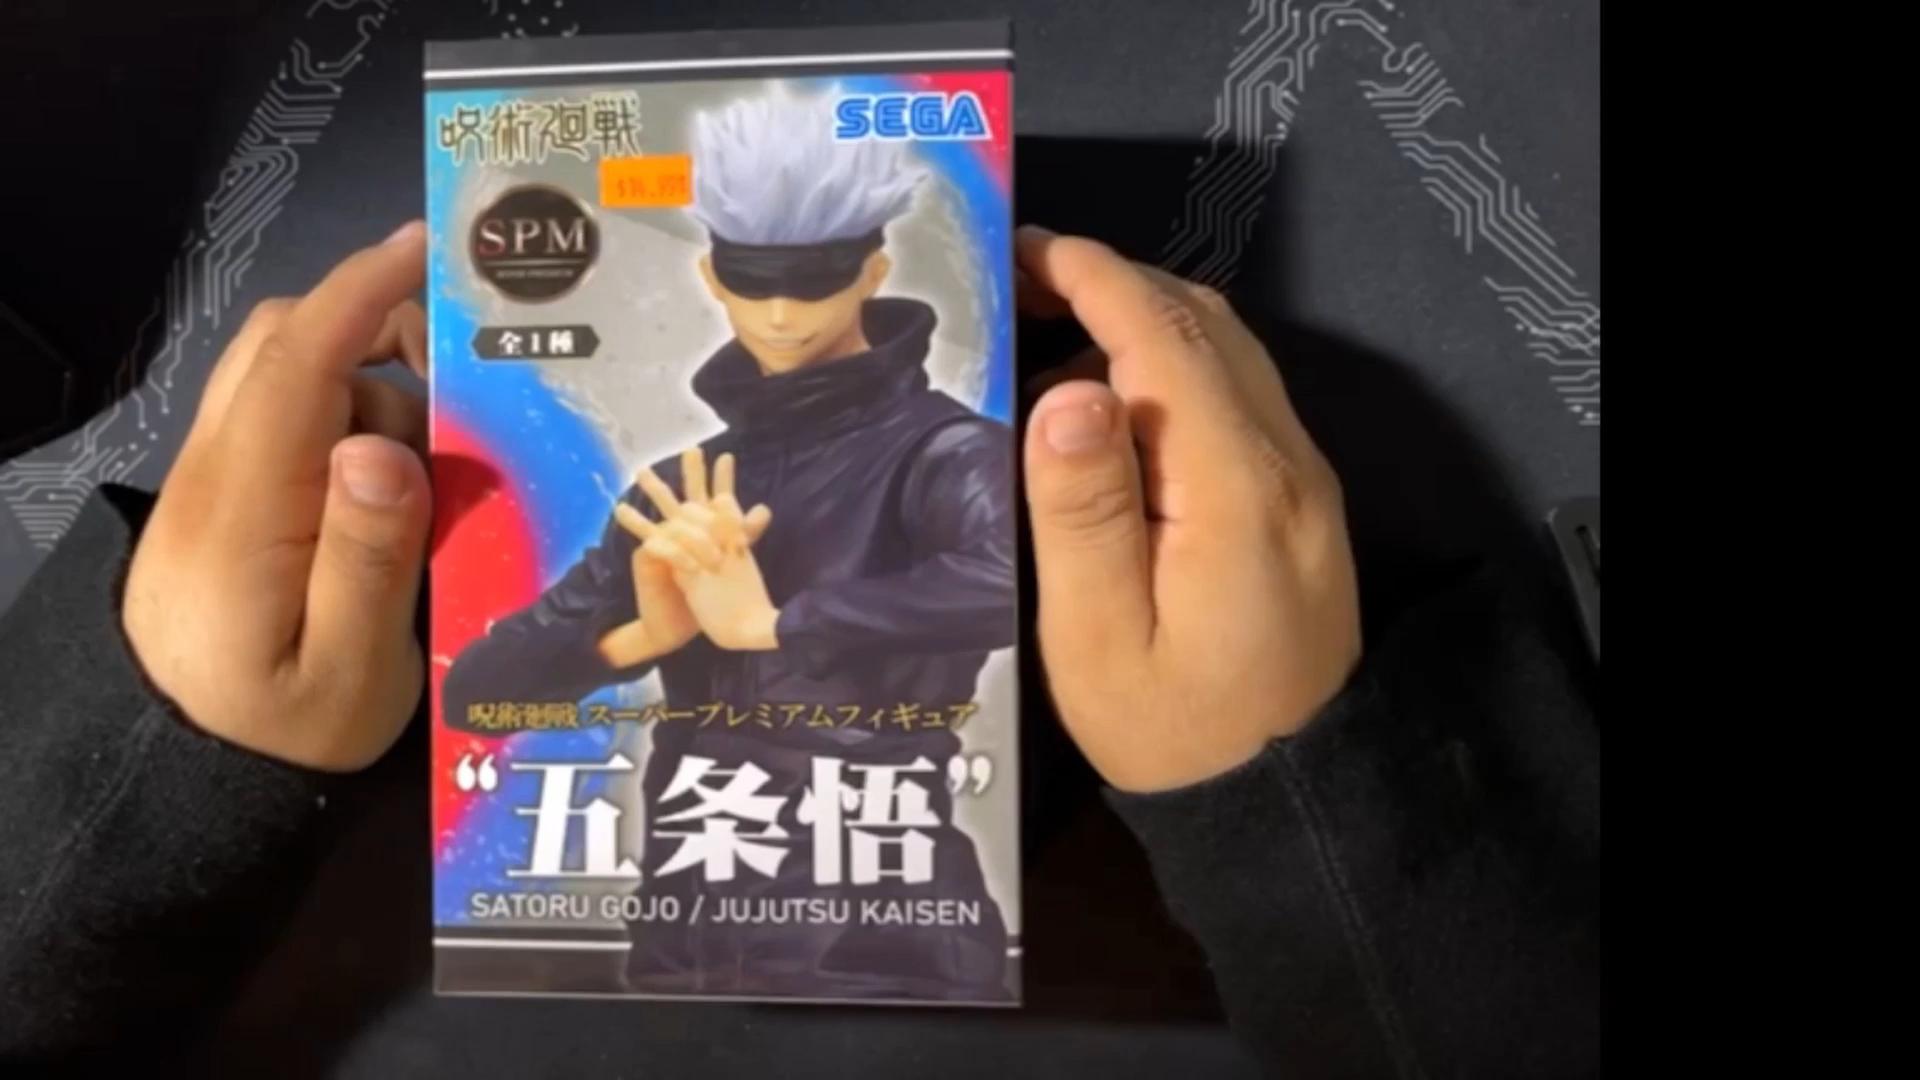 呪術廻戦
SEGA
SPM
全1種
呪術廻戦 スーパープレミアムフィギュア
“五条悟”
SATORU GOJO / JUJUTSU KAISEN